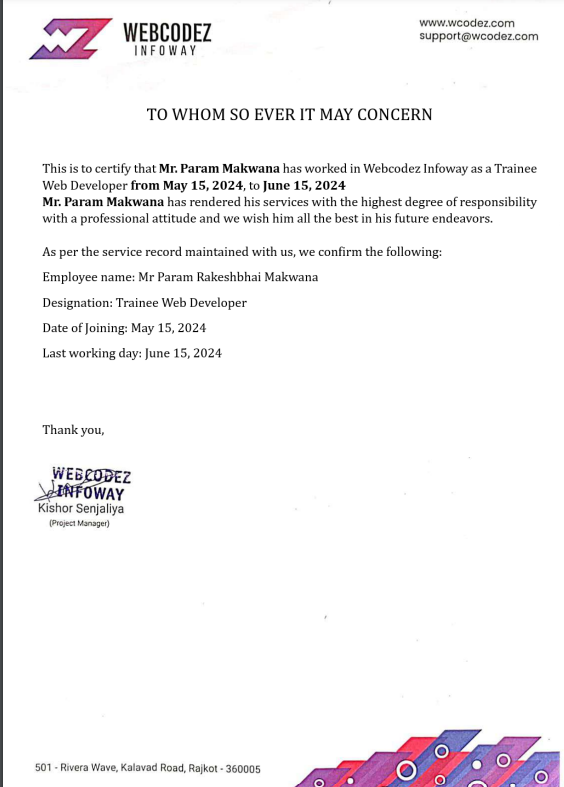 WEBCODEZ
INFOWAY
www.wcodez.com
support@wcodez.com
TO WHOM SO EVER IT MAY CONCERN
This is to certify that Mr. Param Makwana has worked in Webcodez Infoway as a Trainee
Web Developer from May 15, 2024, to June 15, 2024
Mr. Param Makwana has rendered his services with the highest degree of responsibility
with a professional attitude and we wish him all the best in his future endeavors.
As per the service record maintained with us, we confirm the following:
Employee name: Mr Param Rakeshbhai Makwana
Designation: Trainee Web Developer
Date of Joining: May 15, 2024
Last working day: June 15, 2024
Thank you,
WEBCODEZ
INFOWAY
Kishor Senjaliya
(Project Manager)
501 - Rivera Wave, Kalavad Road, Rajkot - 360005